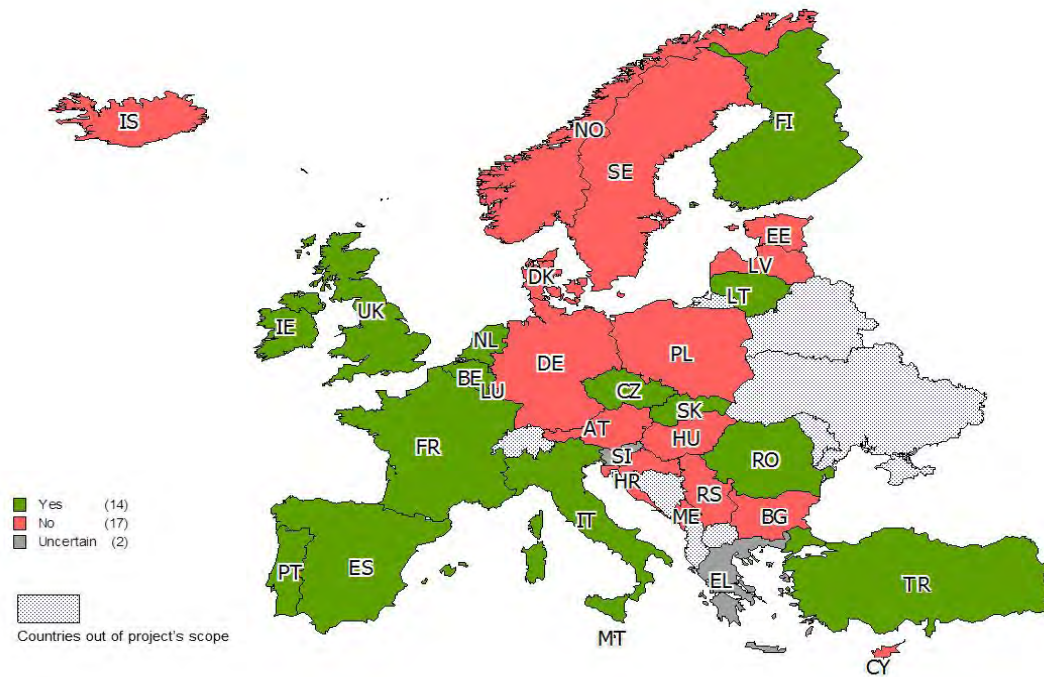 IS
NO
FI
SE
EE
LV
DK
LT
IE
UK
NL
BE
DE
PL
LU
CZ
SK
AT
HU
FR
SI
RO
HR
RS
ME
BG
IT
PT
ES
EL
TR
MT
CY
Yes (14)
No (17)
Uncertain (2)
Countries out of project's scope